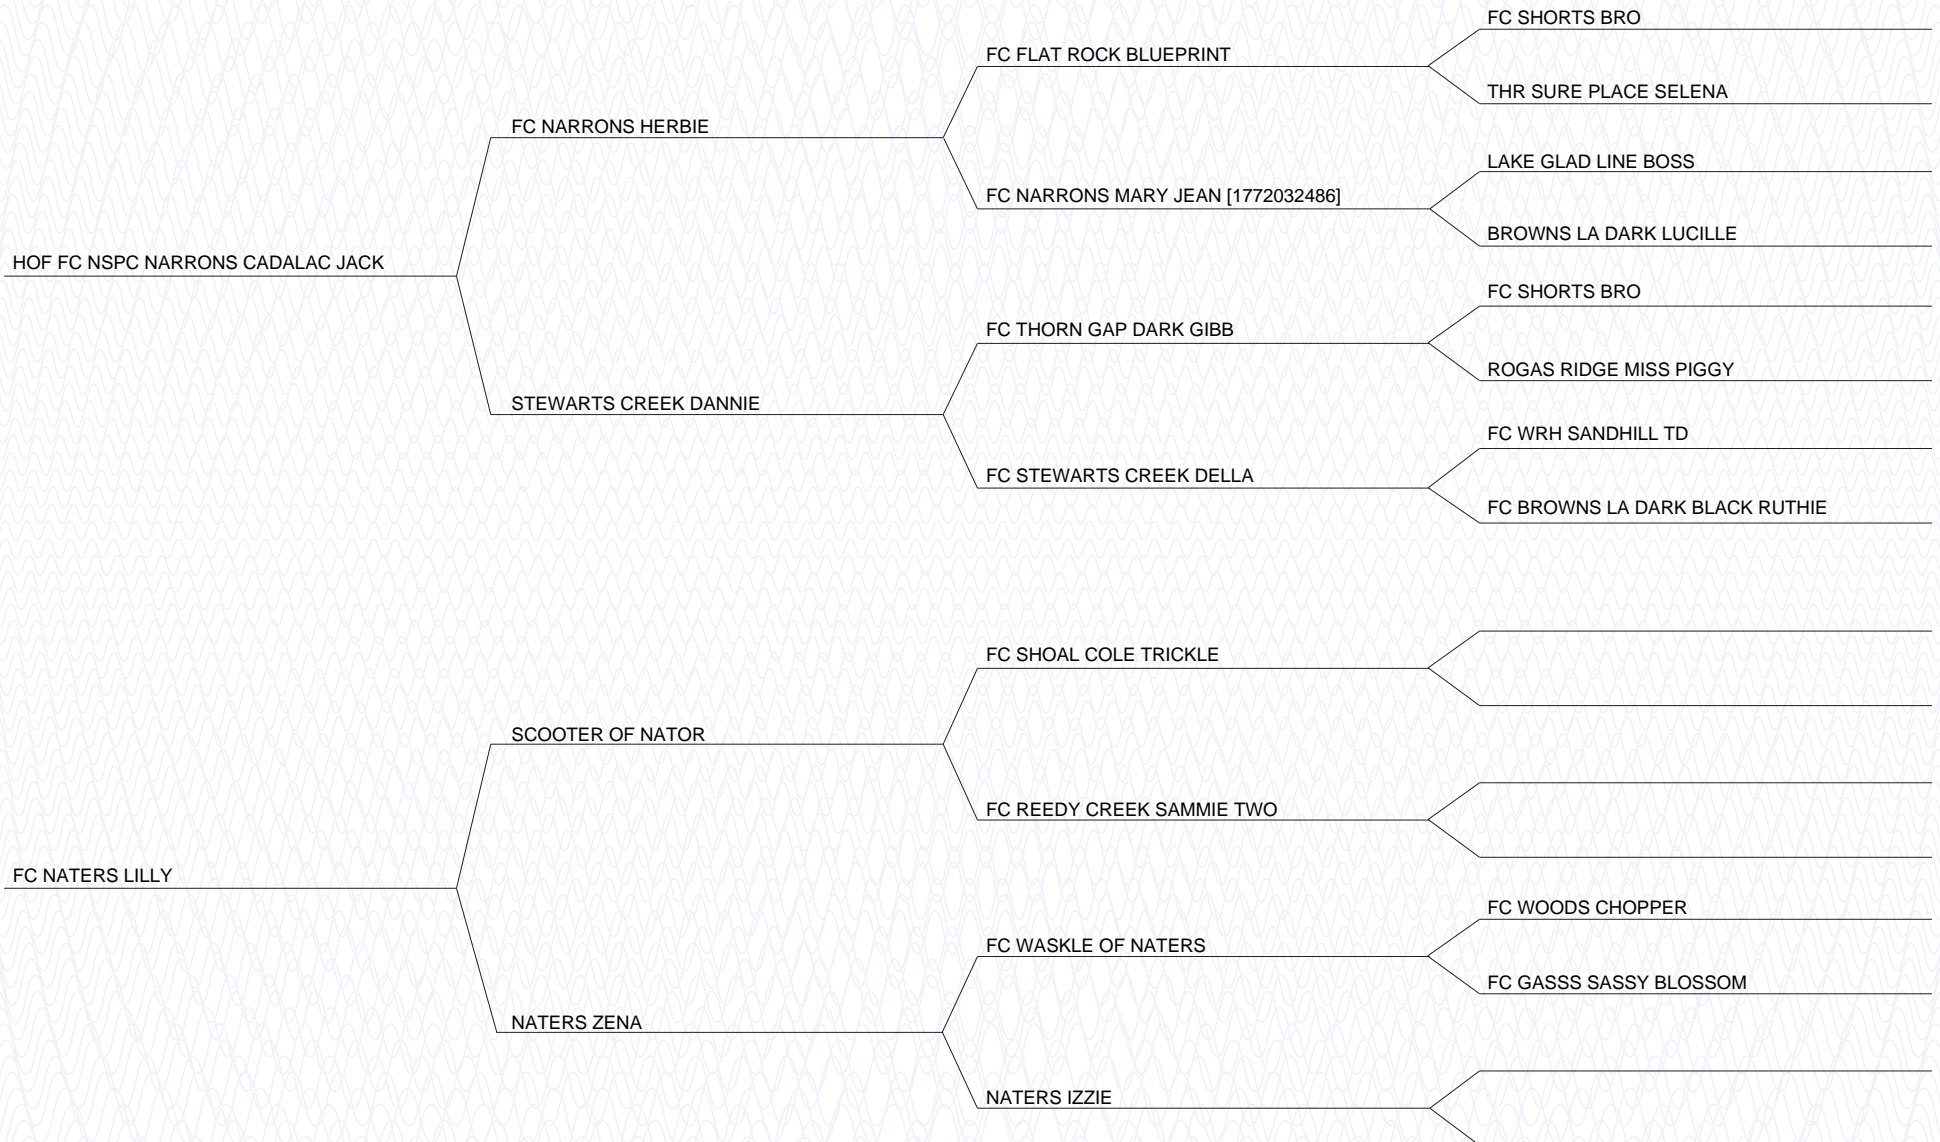 FC SHORTS BRO
FC FLAT ROCK BLUEPRINT
THR SURE PLACE SELENA
FC NARRONS HERBIE
LAKE GLAD LINE BOSS
FC NARRONS MARY JEAN [1772032486]
BROWNS LA DARK LUCILLE
HOF FC NSPC NARRONS CADALAC JACK
FC SHORTS BRO
FC THORN GAP DARK GIBB
ROGAS RIDGE MISS PIGGY
STEWARTS CREEK DANNIE
FC WRH SANDHILL TD
FC STEWARTS CREEK DELLA
FC BROWNS LA DARK BLACK RUTHIE
FC SHOAL COLE TRICKLE
SCOOTER OF NATOR
FC REEDY CREEK SAMMIE TWO
FC NATERS LILLY
FC WOODS CHOPPER
FC WASKLE OF NATERS
FC GASSS SASSY BLOSSOM
NATERS ZENA
NATERS IZZIE